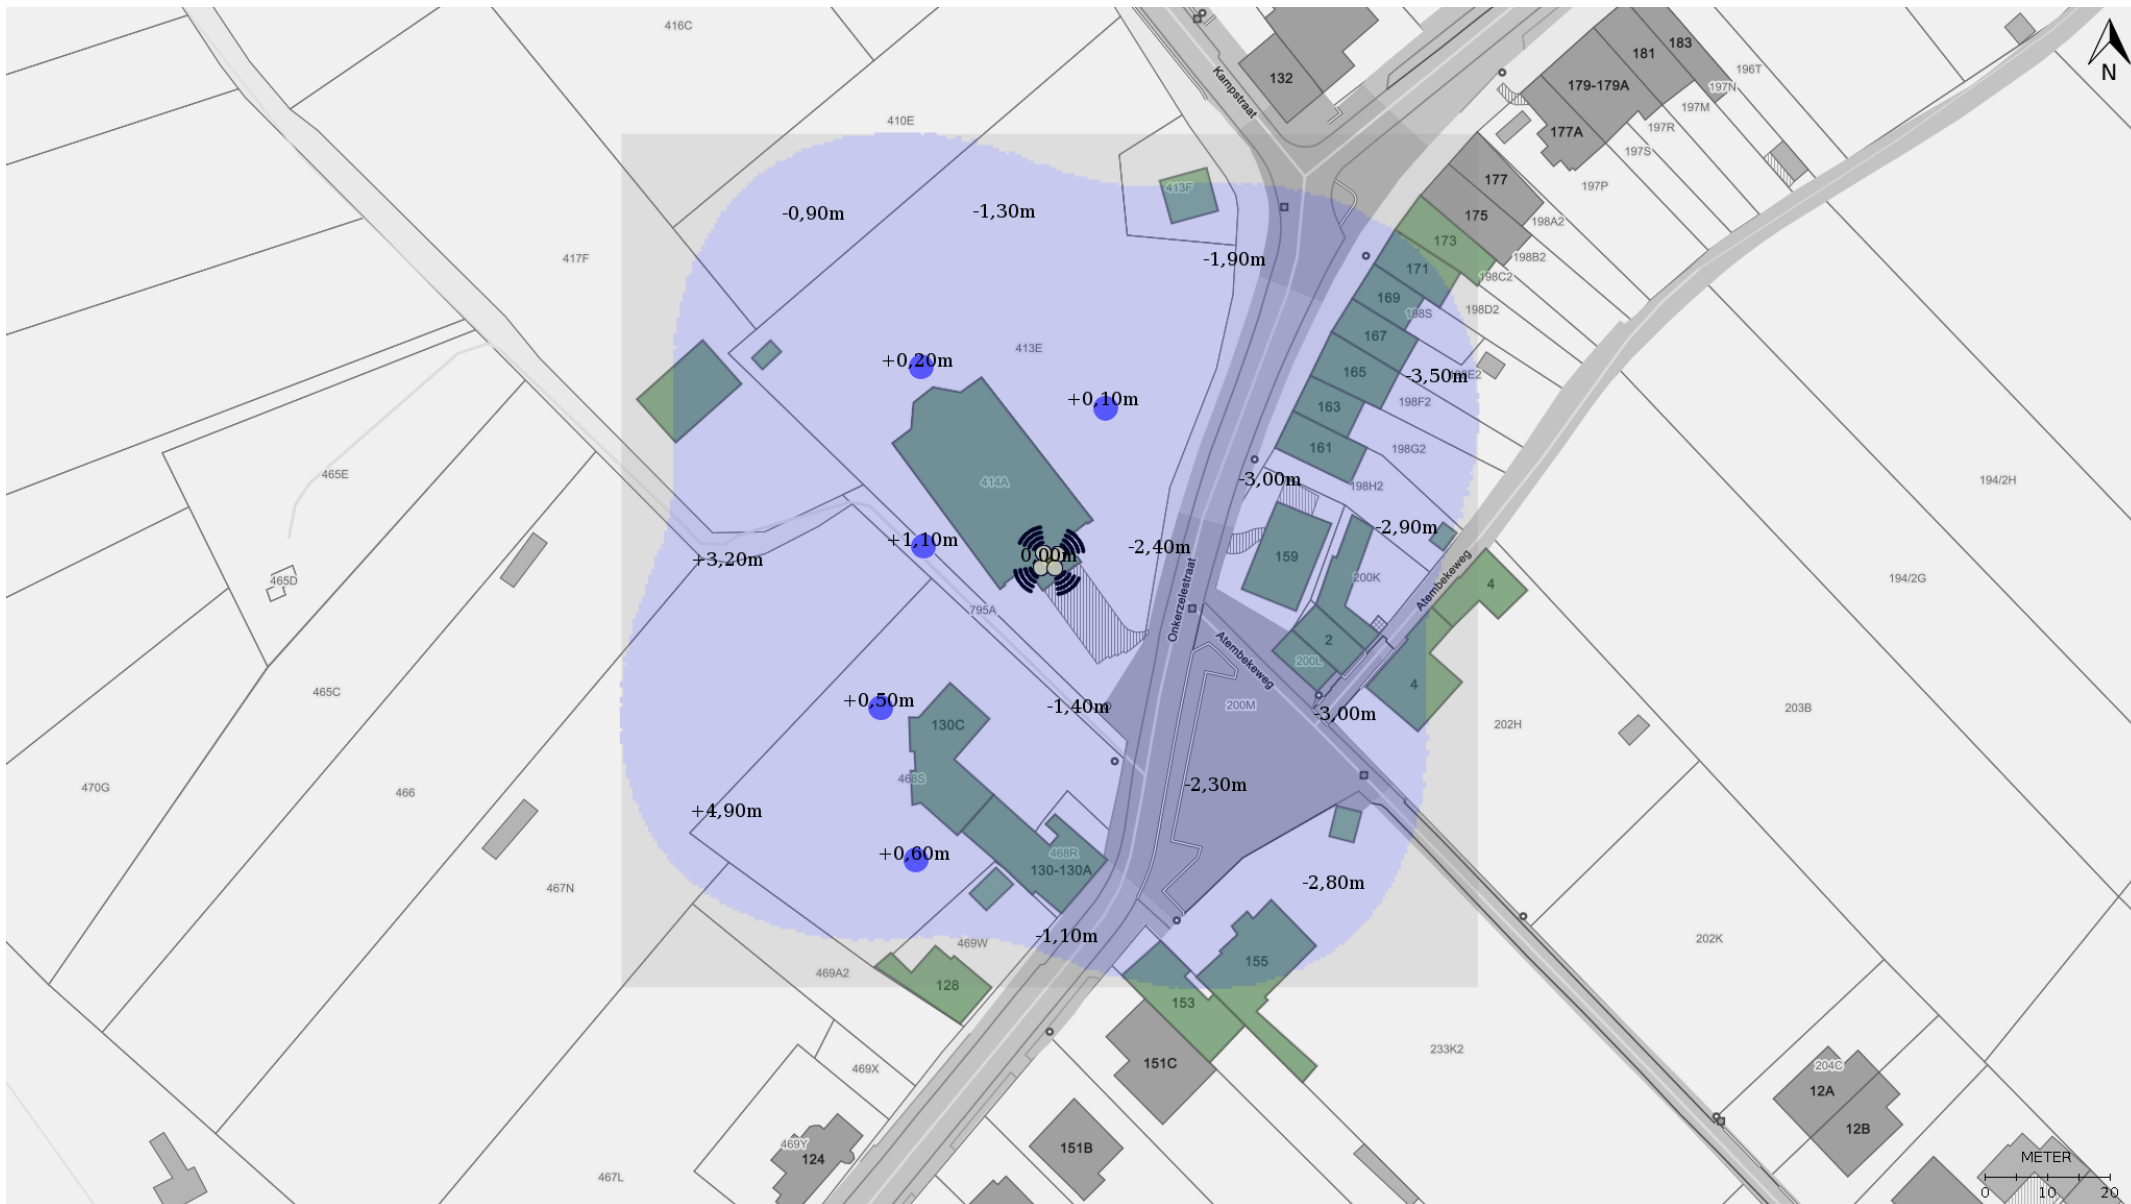 416C
183
181
196T
132
179-179A
197N
Kampstraat
197M
N
410E
197R
177A
197S
177
197P
413F
175
-0,90m
-1,30m
198A2
173
417F
-1,90m
198B2
171
198C2
169
198S
198D2
167
413E
+0,20m
165
-3,50m
+0,10m
163
198F2
161
198G2
465E
414A
-3,00m
198H2
194/2H
-2,90m
+1,10m
-2,40m
+3,20m
0,00m
159
465D
200K
Atembekeweg
4
194/2G
Onkerzelestraat
795A
2
Atembekeweg
200L
465C
4
+0,50m
-1,40m
200M
-3,00m
203B
130C
202H
468S
470G
466
-2,30m
+4,90m
+0,60m
468R
130-130A
-2,80m
467N
-1,10m
469W
202K
469A2
155
128
153
233K2
151C
469X
204C
12A
12B
469Y
151B
124
METER
467L
0 10 20